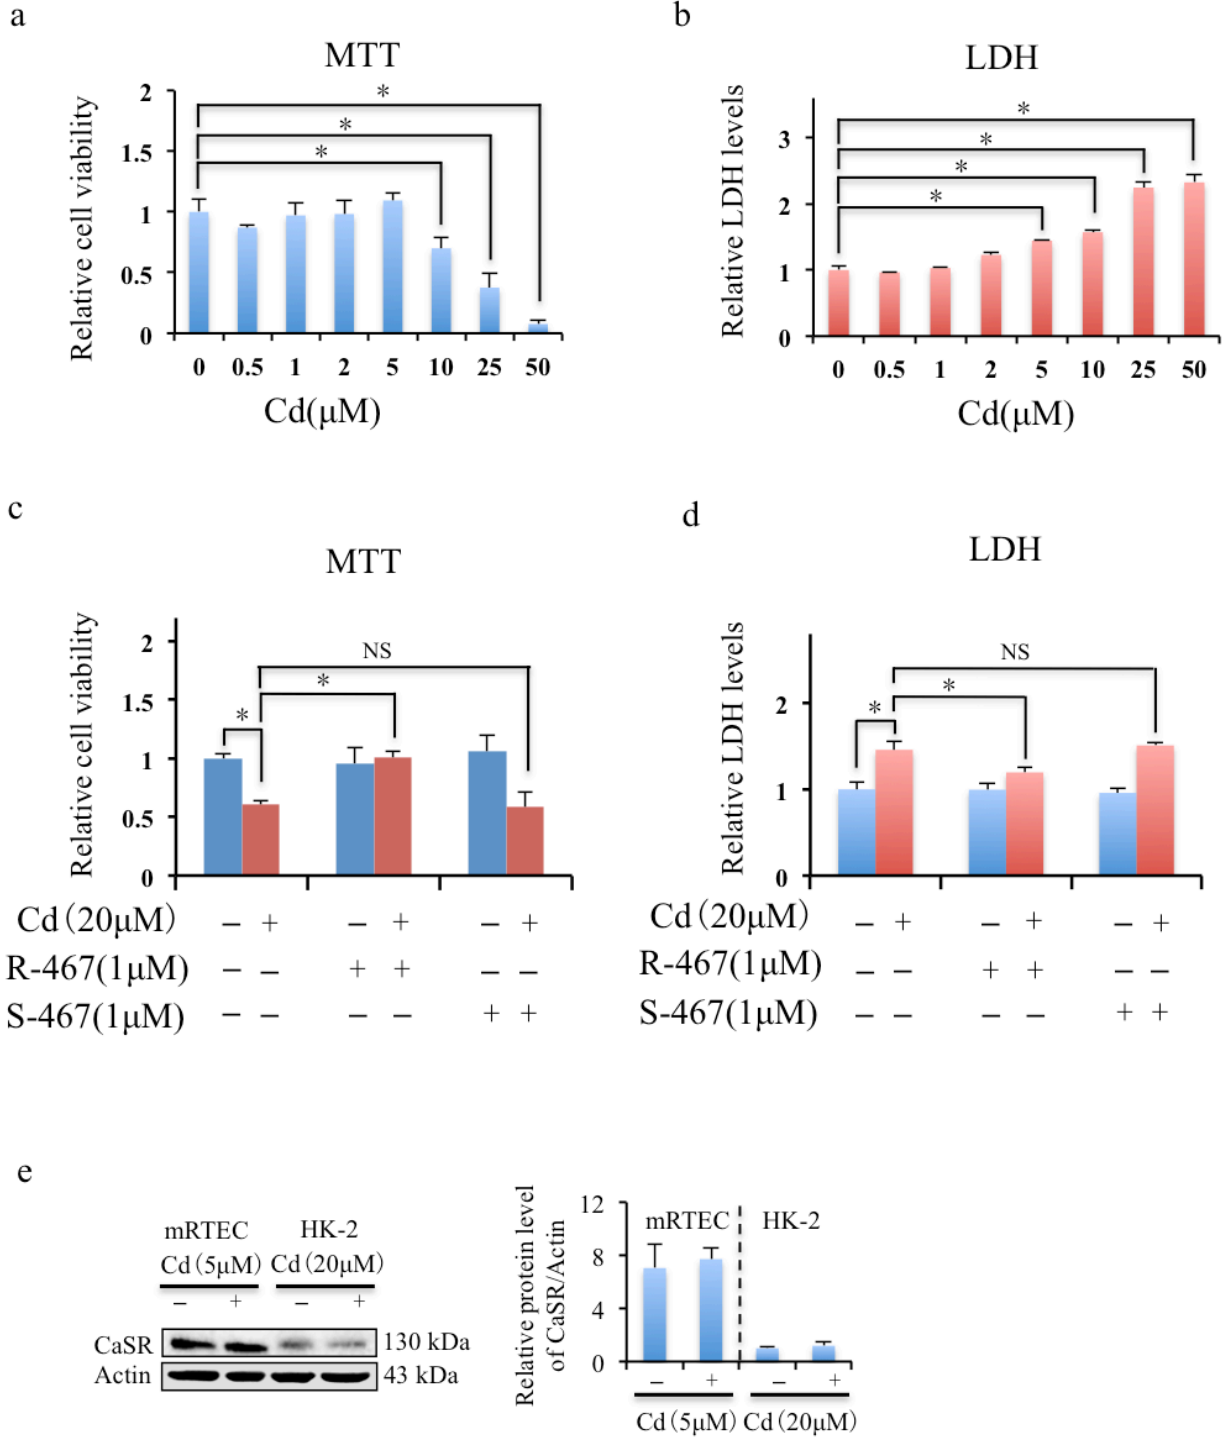 a
MTT
Relative cell viability
2
1.5
1
0.5
0
*
*
*
0 0.5 1 2 5 10 25 50
Cd(μM)
b
LDH
Relative LDH levels
3
2
1
0
*
*
*
*
0 0.5 1 2 5 10 25 50
Cd(μM)
c
MTT
Relative cell viability
2
1.5
1
0.5
0
NS
*
*
Cd (20μM) – + – + – +
R-467(1μM) – – + + – –
S-467(1μM) – – – – + +
d
LDH
Relative LDH levels
2
1
0
NS
*
*
Cd (20μM) – + – + – +
R-467(1μM) – – + + – –
S-467(1μM) – – – – + +
e
mRTEC HK-2
Cd (5μM) Cd (20μM)
– + – +
CaSR 130 kDa
Actin 43 kDa
Relative protein level
of CaSR/Actin
12
8
4
0
mRTEC HK-2
– + – +
Cd (5μM) Cd (20μM)